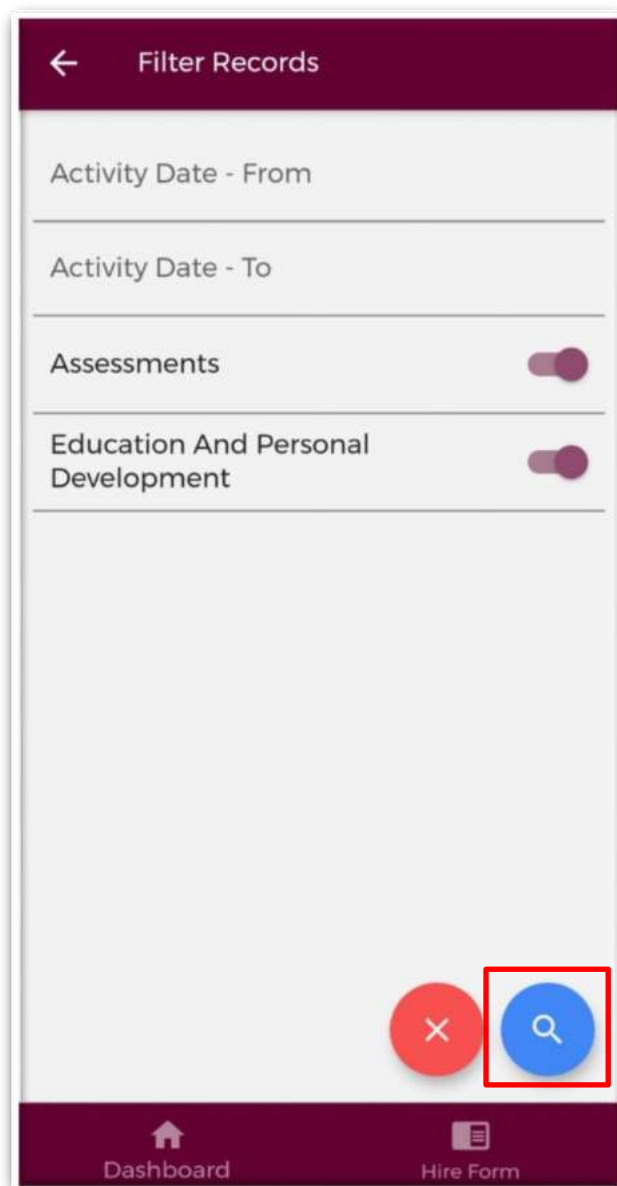 Filter Records
Activity Date - From
Activity Date - To
Assessments
Education And Personal
Development
Dashboard
Hire Form